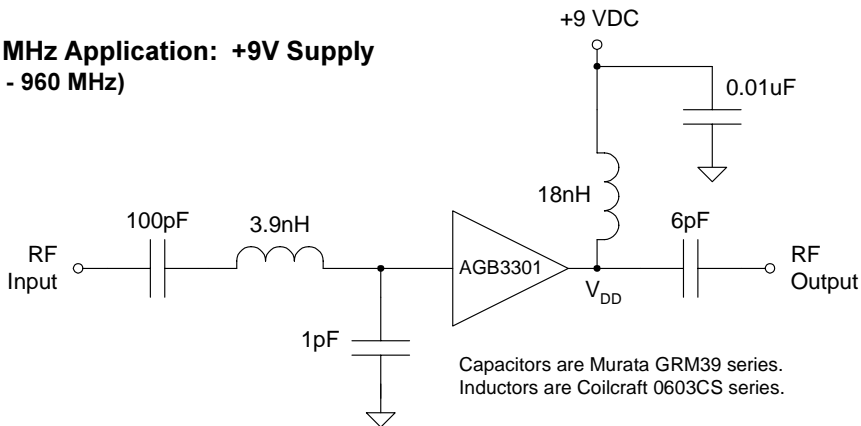 +9 VDC
MHz Application: +9V Supply
- 960 MHz)
0.01uF
18nH
100pF
3.9nH
6pF
RF
Input
AGB3301
RF
Output
VDD
1pF
Capacitors are Murata GRM39 series.
Inductors are Coilcraft 0603CS series.